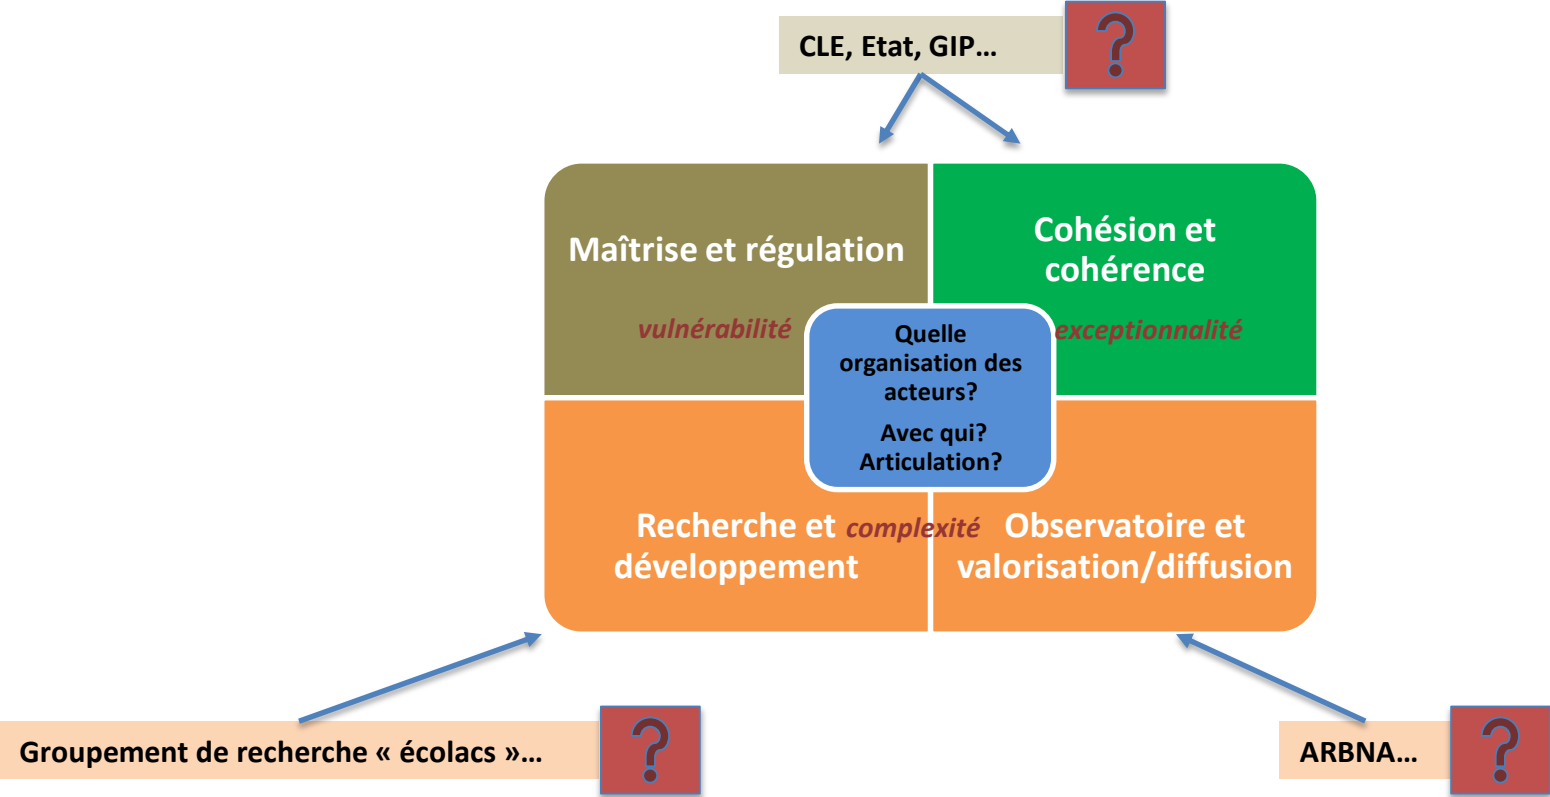 CLE, Etat, GIP…
?
Maîtrise et régulation
Cohésion et
cohérence
vulnérabilité
exceptionnalité
Quelle
organisation des
acteurs?
Avec qui?
Articulation?
Recherche et
développement
complexité
Observatoire et
valorisation/diffusion
Groupement de recherche « écolacs »…
?
ARBNA…
?